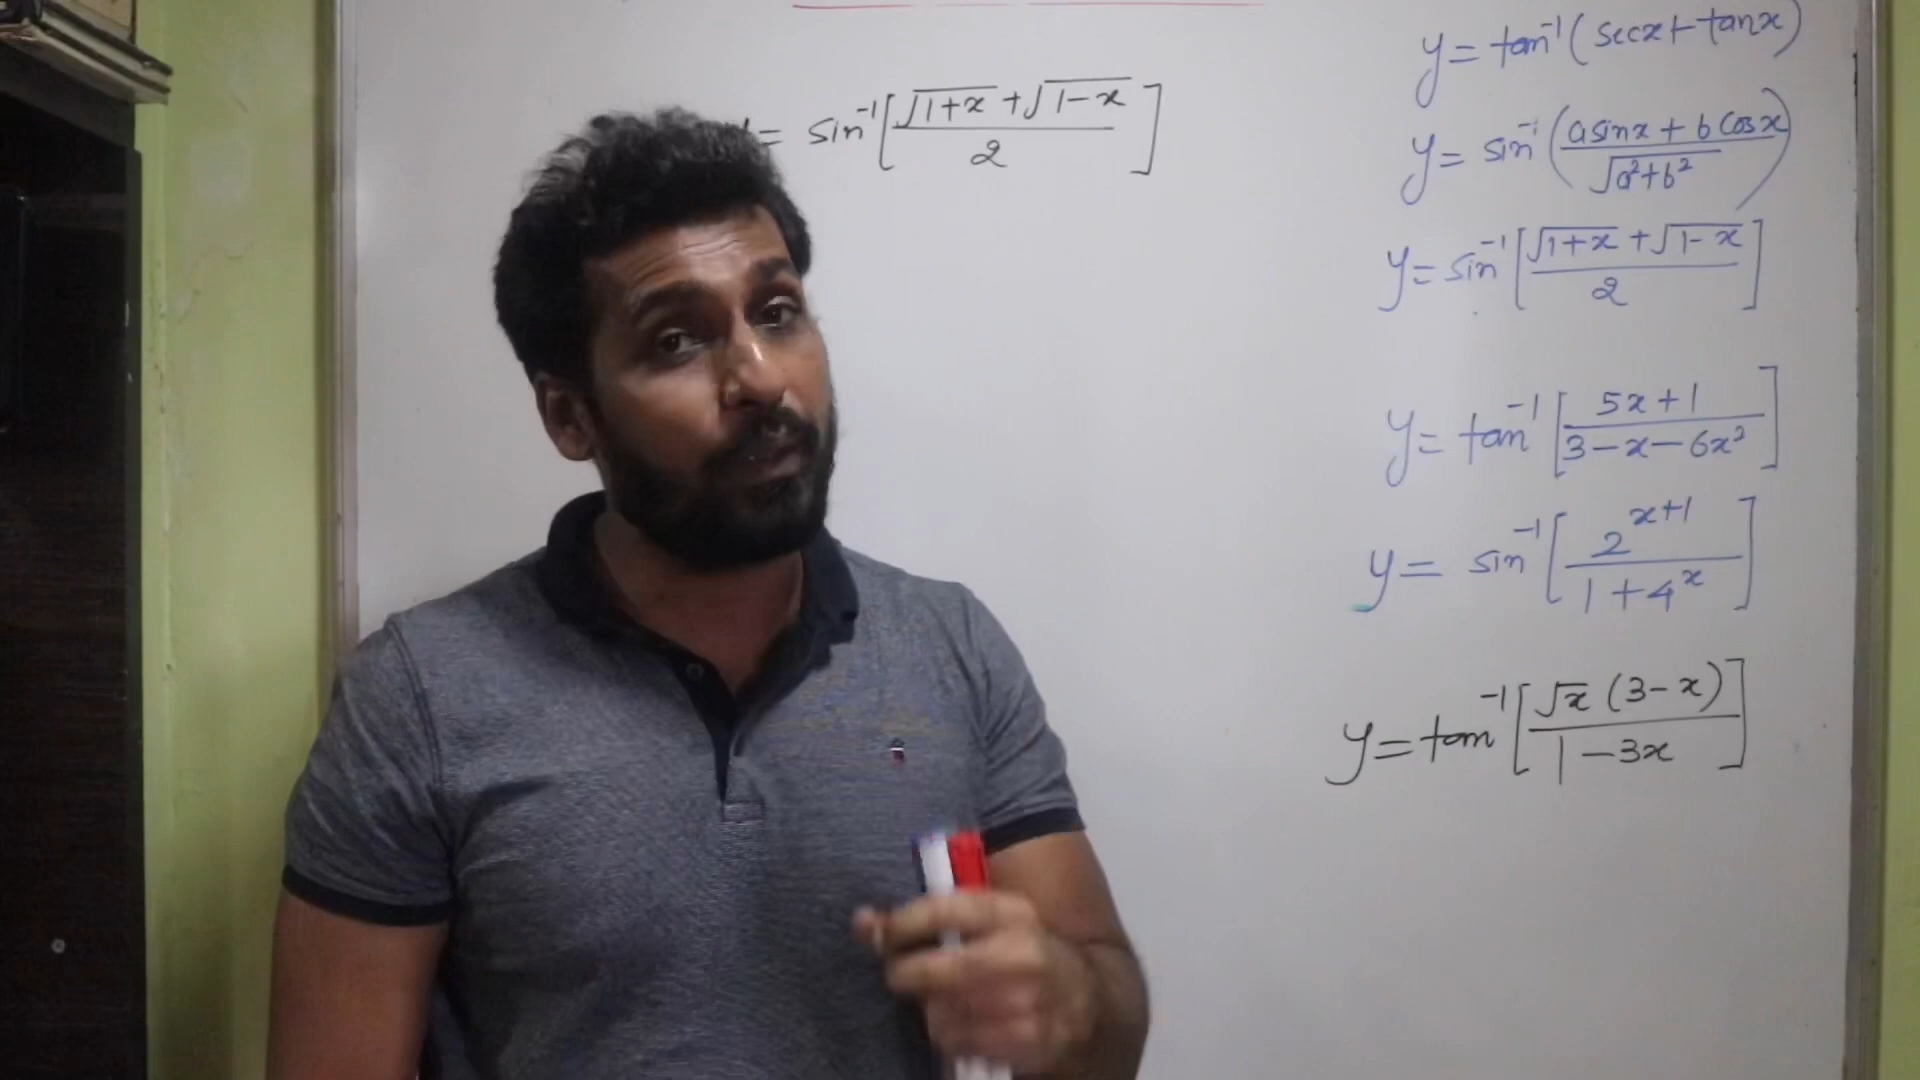 y = sin⁻¹[(√(1+x) + √(1-x))/2]
y = tan⁻¹(secx + tanx)
y = sin⁻¹((a sinx + b cosx)/√(a²+b²))
y = sin⁻¹[(√(1+x) + √(1-x))/2]
y = tan⁻¹[(5x+1)/(3-x-6x²)]
y = sin⁻¹[2^(x+1)/(1+4^x)]
y = tan⁻¹[√x(3-x)/(1-3x)]